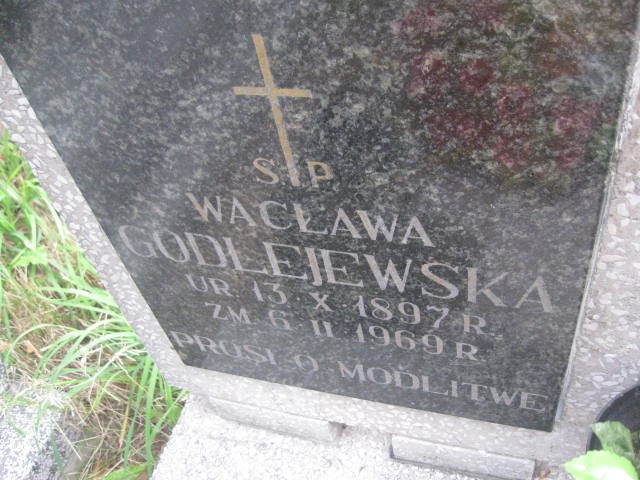 Ś P
WACŁAWA
GODLEJEWSKA
UR. 13. X 1897 R.
ZM. 6. II 1969 R.
PROSI O MODLITWĘ